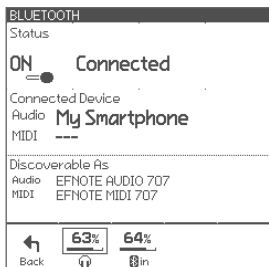 BLUETOOTH
Status
ON Connected
Connected Device
Audio My Smartphone
MIDI ---
Discoverable As
Audio EFNOTE AUDIO 707
MIDI EFNOTE MIDI 707
63% 64%
Back in